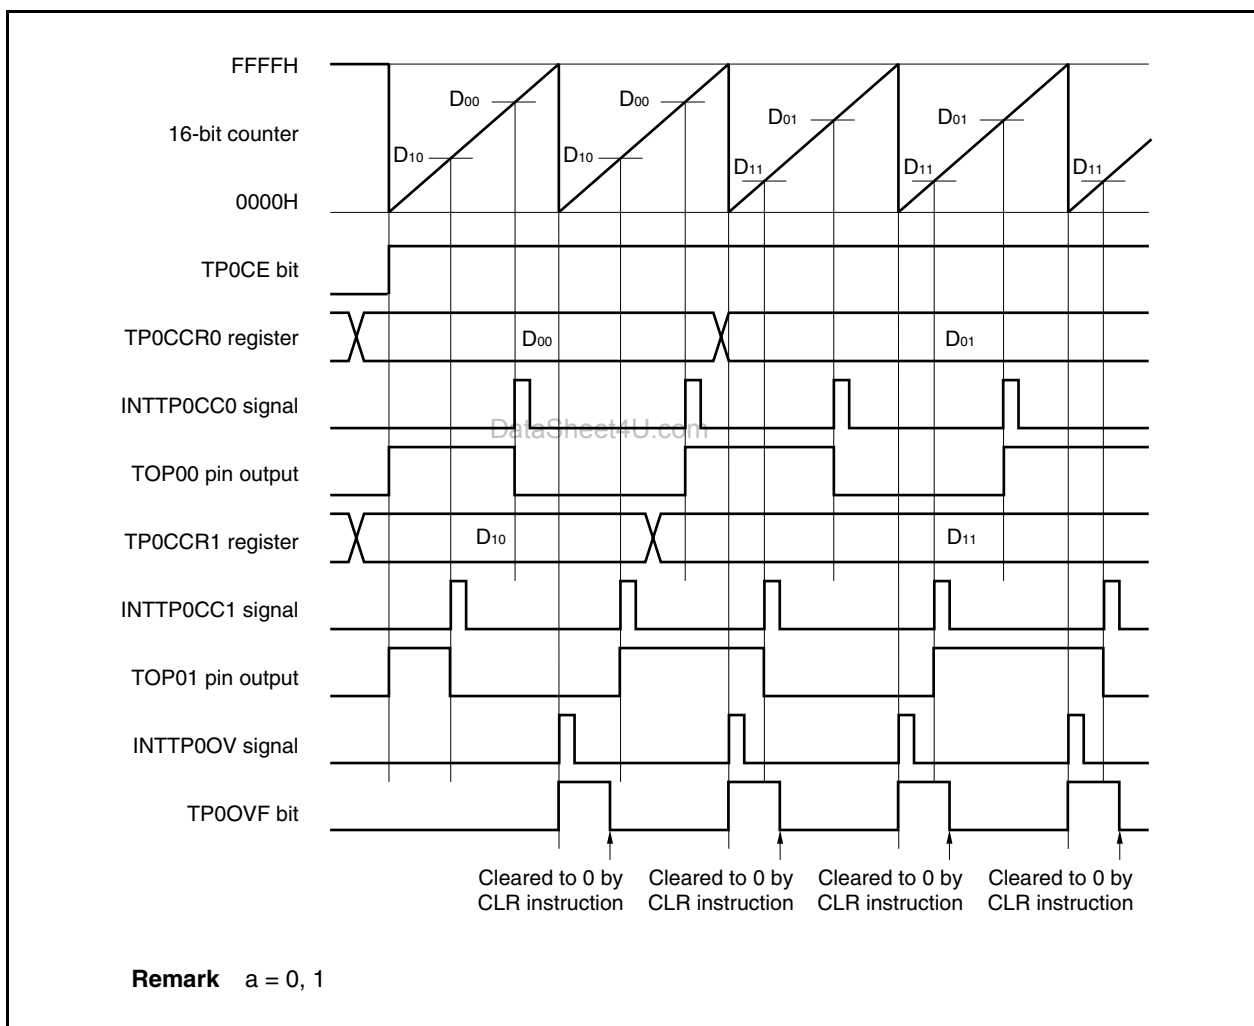 FFFFH
D00
D00
D01
D01
16-bit counter
D10
D10
D11
D11
D11
0000H
TP0CE bit
TP0CCR0 register
D00
D01
INTTP0CC0 signal
DataSheet4U.com
TOP00 pin output
TP0CCR1 register
D10
D11
INTTP0CC1 signal
TOP01 pin output
INTTP0OV signal
TP0OVF bit
Cleared to 0 by
CLR instruction
Cleared to 0 by
CLR instruction
Cleared to 0 by
CLR instruction
Cleared to 0 by
CLR instruction
Remark a = 0, 1